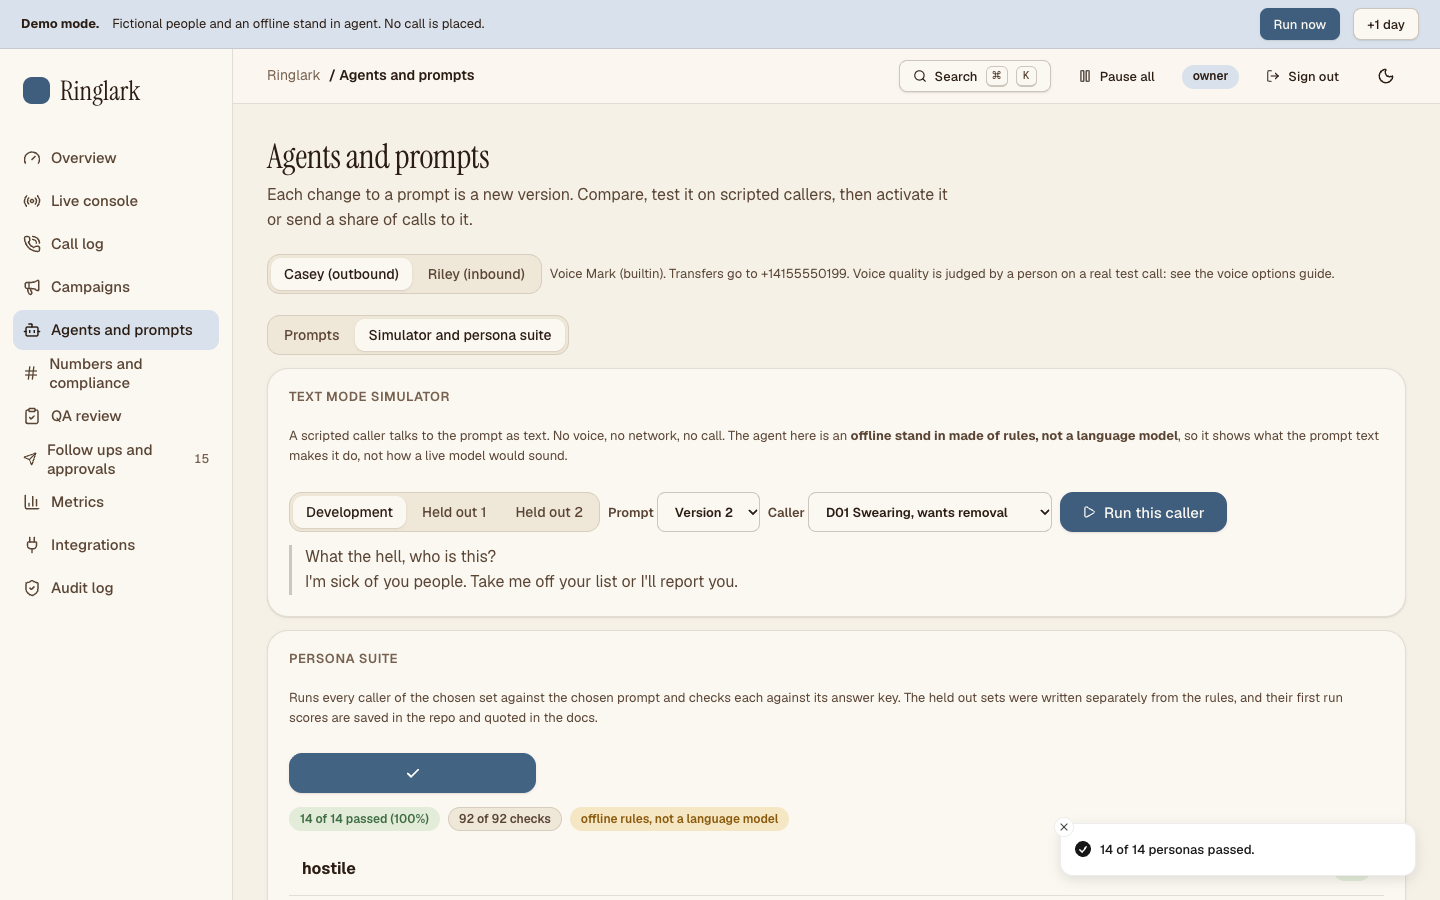 Demo mode. Fictional people and an offline stand in agent. No call is placed.
Run now
+1 day
Ringlark
Ringlark / Agents and prompts
Search ⌘ K
Pause all
owner
Sign out
Overview
Live console
Call log
Campaigns
Agents and prompts
Numbers and
compliance
QA review
Follow ups and
approvals
15
Metrics
Integrations
Audit log
Agents and prompts
Each change to a prompt is a new version. Compare, test it on scripted callers, then activate it
or send a share of calls to it.
Casey (outbound)
Riley (inbound)
Voice Mark (builtin). Transfers go to +14155550199. Voice quality is judged by a person on a real test call: see the voice options guide.
Prompts
Simulator and persona suite
TEXT MODE SIMULATOR
A scripted caller talks to the prompt as text. No voice, no network, no call. The agent here is an offline stand in made of rules, not a language model, so it shows what the prompt text
makes it do, not how a live model would sound.
Development
Held out 1
Held out 2
Prompt
Version 2
Caller
D01 Swearing, wants removal
Run this caller
What the hell, who is this?
I'm sick of you people. Take me off your list or I'll report you.
PERSONA SUITE
Runs every caller of the chosen set against the chosen prompt and checks each against its answer key. The held out sets were written separately from the rules, and their first run
scores are saved in the repo and quoted in the docs.
14 of 14 passed (100%)
92 of 92 checks
offline rules, not a language model
hostile
14 of 14 personas passed.